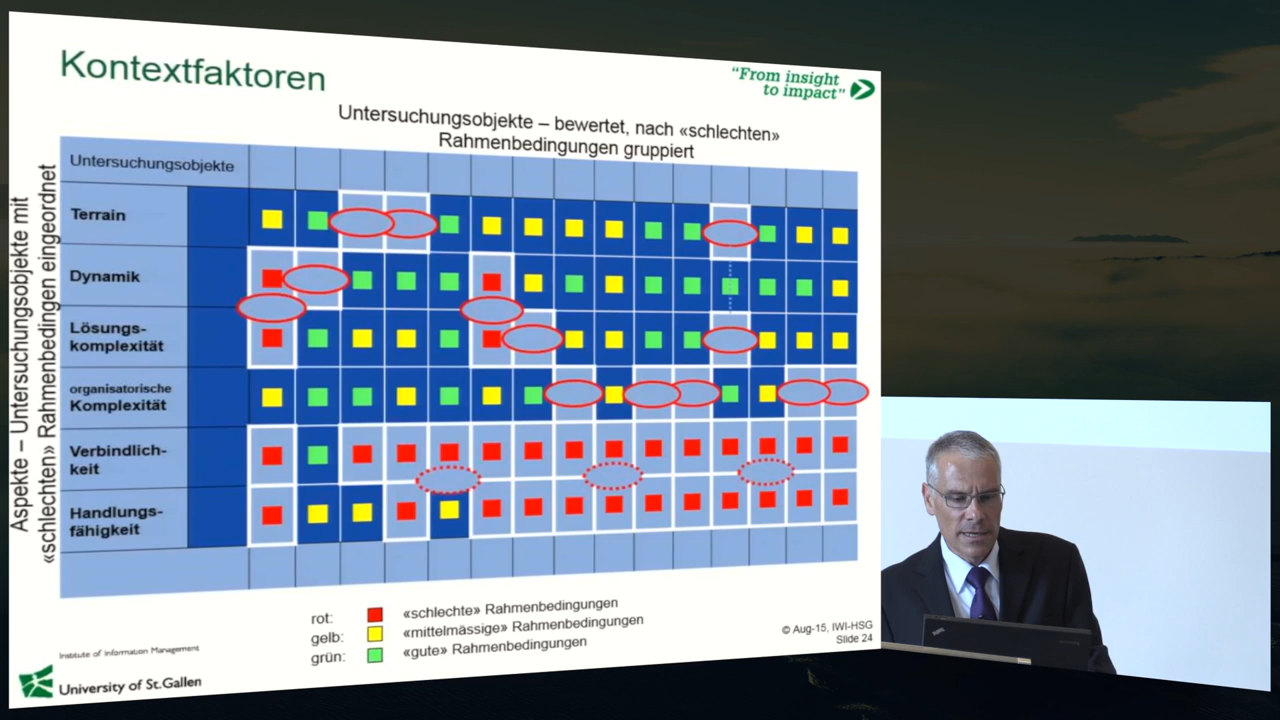 Kontextfaktoren
“From insight
to impact”
Untersuchungsobjekte – bewertet, nach «schlechten»
Rahmenbedingungen gruppiert
Aspekte – Untersuchungsobjekte mit
«schlechten» Rahmenbedingen eingeordnet
Untersuchungsobjekte
Terrain
Dynamik
Lösungs-
komplexität
organisatorische
Komplexität
Verbindlich-
keit
Handlungs-
fähigkeit
rot: «schlechte» Rahmenbedingungen
gelb: «mittelmässige» Rahmenbedingungen
grün: «gute» Rahmenbedingungen
© Aug-15, IWI-HSG
Slide 24
Institute of Information Management
University of St.Gallen